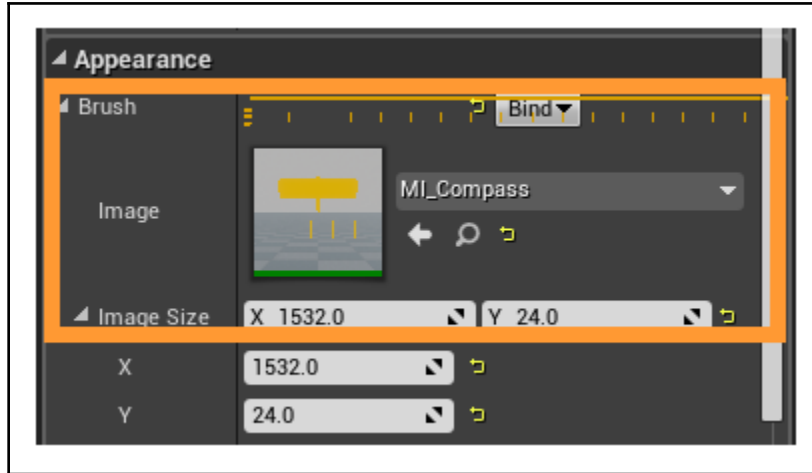 Appearance
Brush Bind
Image MI_Compass
Image Size X 1532.0 Y 24.0
X 1532.0
Y 24.0